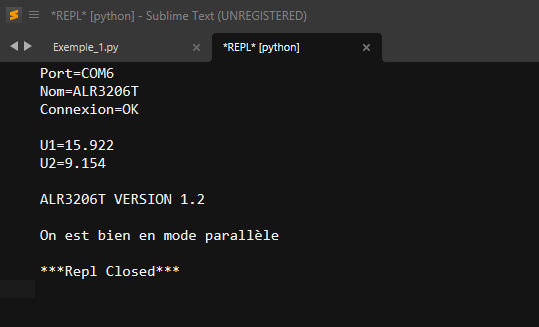 *REPL* [python] - Sublime Text (UNREGISTERED)
Exemple_1.py
*REPL* [python]
Port=COM6
Nom=ALR3206T
Connexion=OK
U1=15.922
U2=9.154
ALR3206T VERSION 1.2
On est bien en mode parallèle
***Repl Closed***